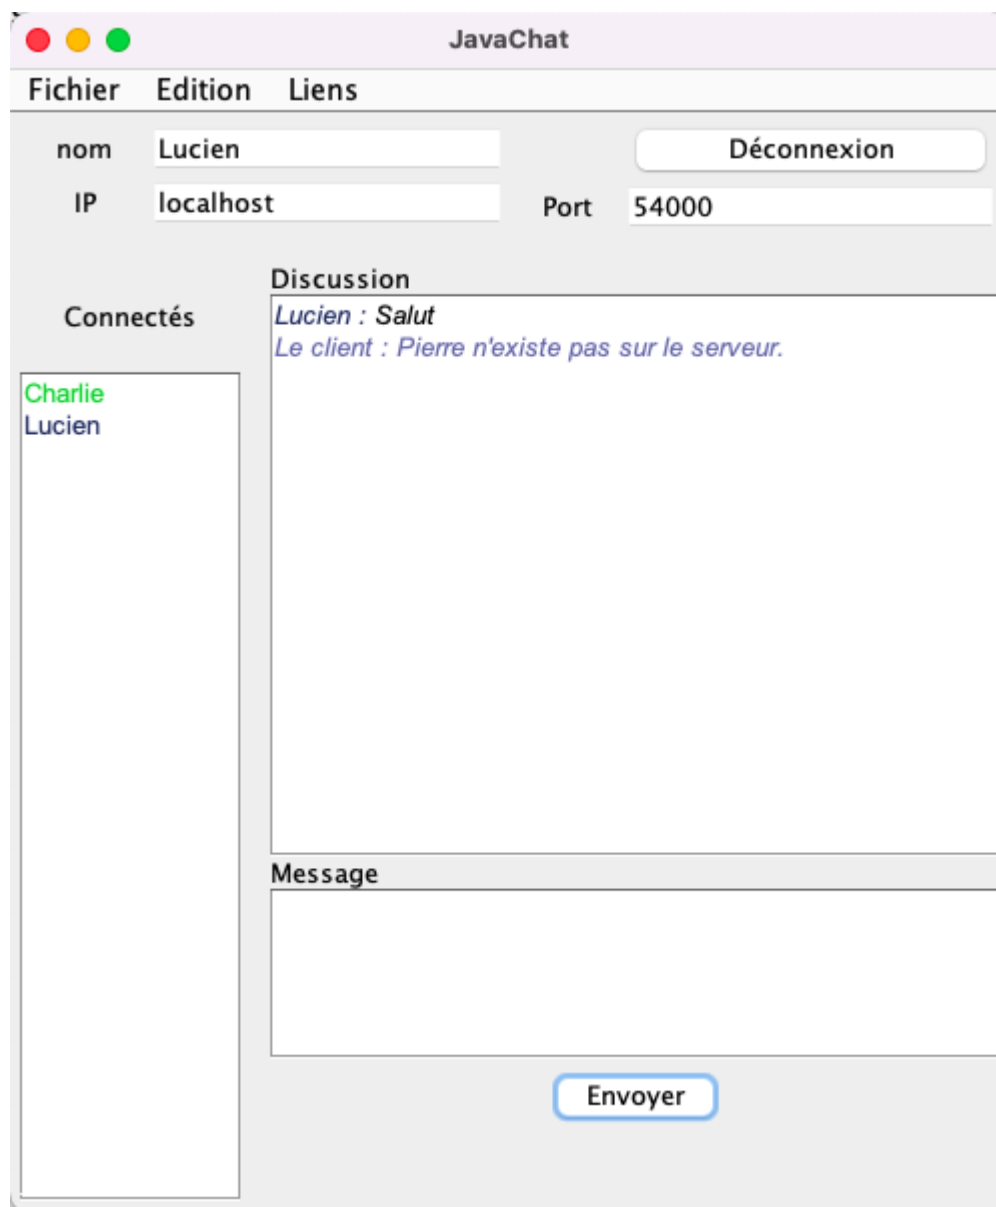 JavaChat
Fichier Edition Liens
nom Lucien Déconnexion
IP localhost Port 54000
Discussion
Connectés
Lucien : Salut
Le client : Pierre n'existe pas sur le serveur.
Charlie
Lucien
Message
Envoyer